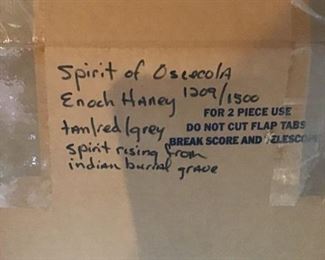 Spirit of OsceolA
Enoch Haney 1209/1500
FOR 2 PIECE USE
tan/red/grey DO NOT CUT FLAP TABS
BREAK SCORE AND
spirit rising from
indian burial grave